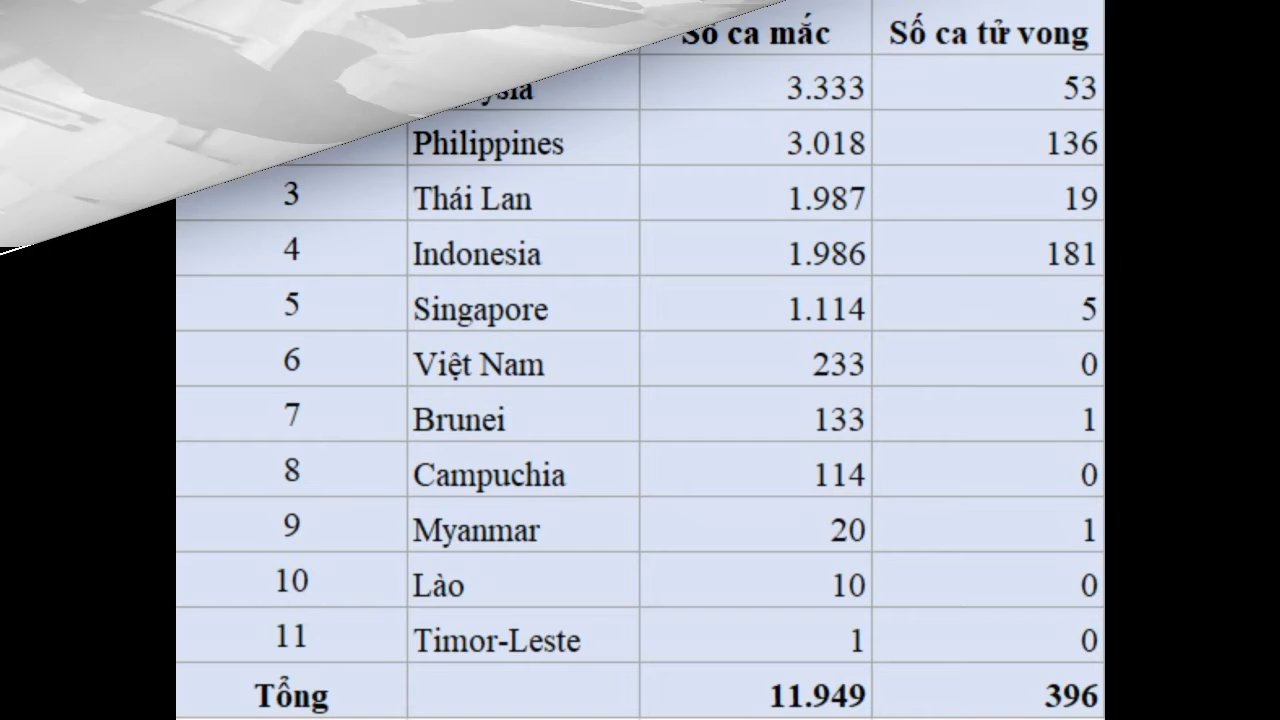 Số ca mắc Số ca tử vong
3.333 53
Philippines 3.018 136
3 Thái Lan 1.987 19
4 Indonesia 1.986 181
5 Singapore 1.114 5
6 Việt Nam 233 0
7 Brunei 133 1
8 Campuchia 114 0
9 Myanmar 20 1
10 Lào 10 0
11 Timor-Leste 1 0
Tổng 11.949 396